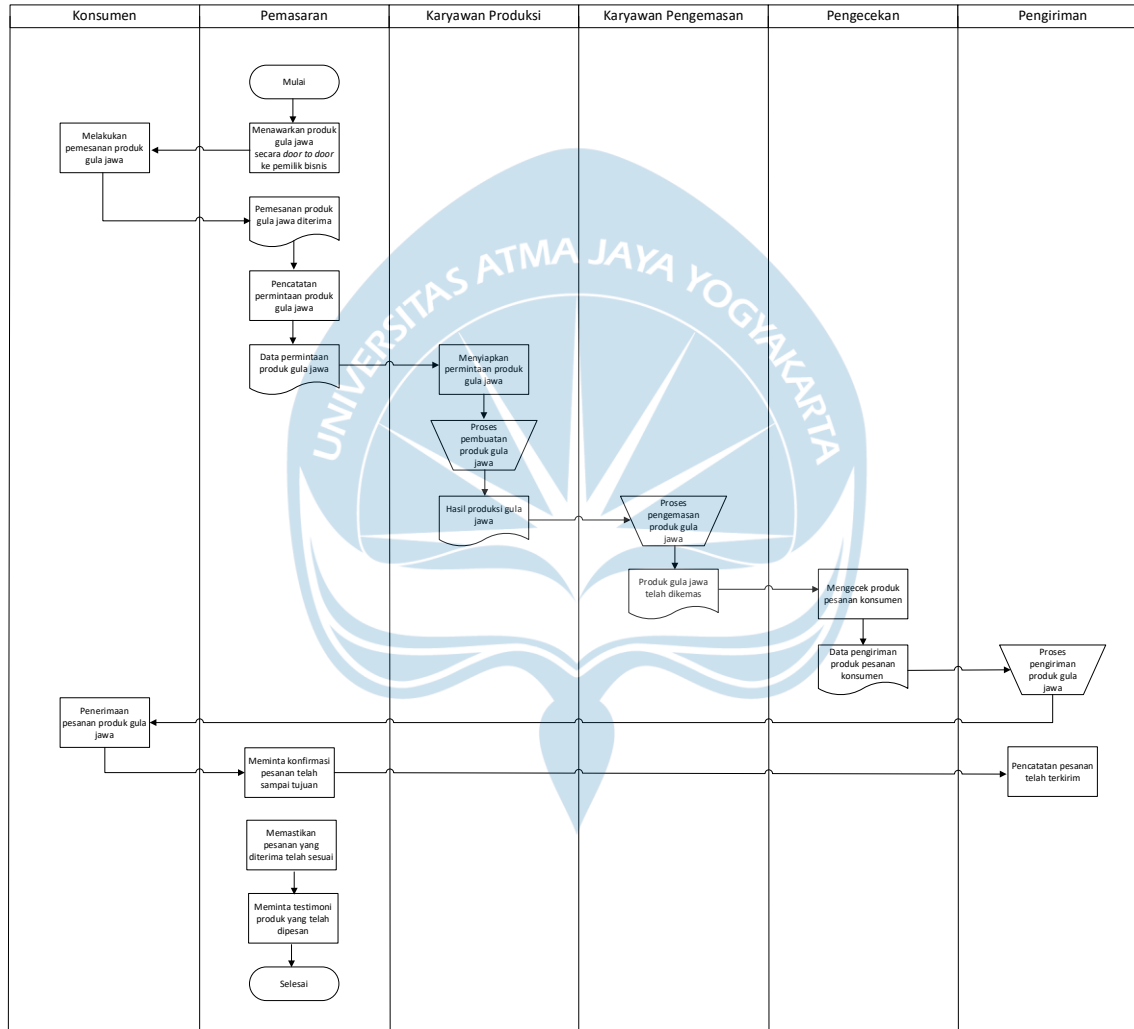 Konsumen
Pemasaran
Karyawan Produksi
Karyawan Pengemasan
Pengecekan
Pengiriman
Mulai
Menawarkan produk
gula jawa
secara door to door
ke pemilik bisnis
Melakukan
pemesanan produk
gula jawa
Pemesanan produk
gula jawa diterima
Pencatatan
permintaan produk
gula jawa
Data permintaan
produk gula jawa
Menyiapkan
permintaan produk
gula jawa
Proses
pembuatan
produk gula
jawa
Hasil produksi gula
jawa
Proses
pengemasan
produk gula
jawa
Produk gula jawa
telah dikemas
Mengecek produk
pesanan konsumen
Data pengiriman
produk pesanan
konsumen
Proses
pengiriman
produk gula
jawa
Penerimaan
pesanan produk gula
jawa
Meminta konfirmasi
pesanan telah
sampai tujuan
Pencatatan pesanan
telah terkirim
Memastikan
pesanan yang
diterima telah sesuai
Meminta testimoni
produk yang telah
dipesan
Selesai
UNIVERSITAS ATMA JAYA YOGYAKARTA